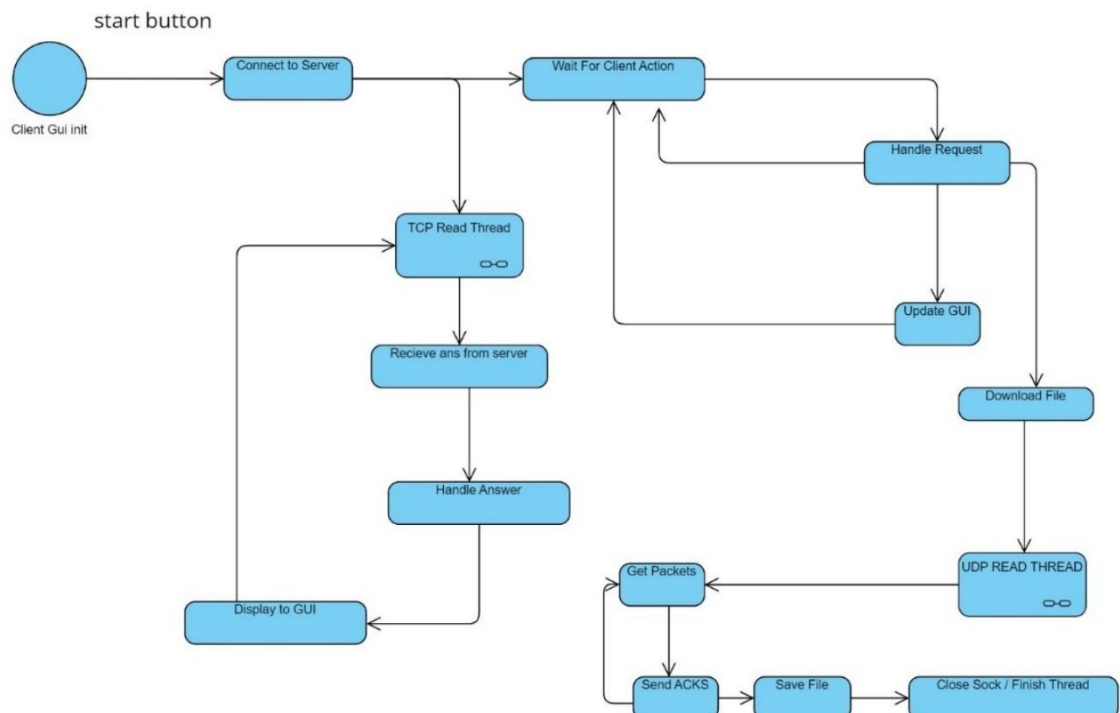 start button
Connect to Server
Wait For Client Action
Client Gui init
Handle Request
TCP Read Thread
Update GUI
Recieve ans from server
Download File
Handle Answer
UDP READ THREAD
Get Packets
Display to GUI
Send ACKS
Save File
Close Sock / Finish Thread